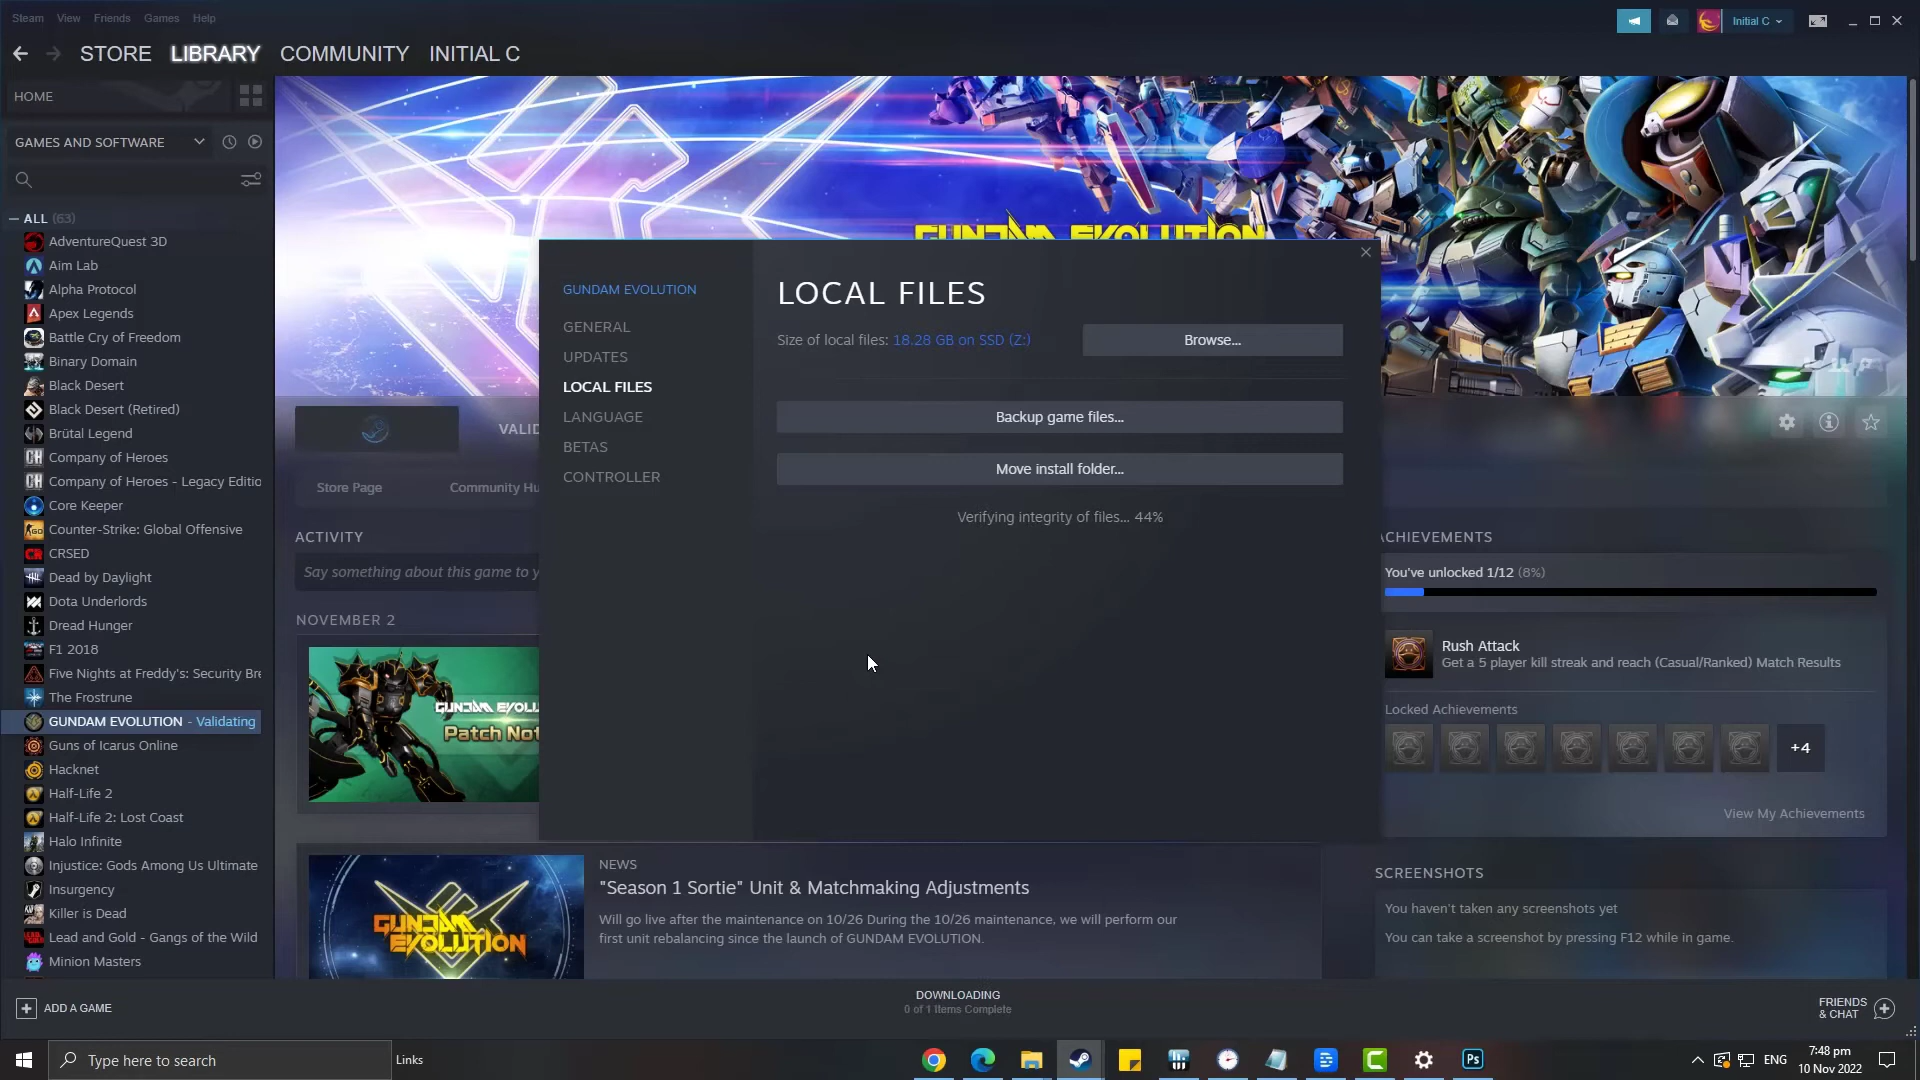 Steam View Friends Games Help
Initial C
STORE LIBRARY COMMUNITY INITIAL C
HOME
GAMES AND SOFTWARE
ALL (63)
AdventureQuest 3D
Aim Lab
Alpha Protocol
Apex Legends
Battle Cry of Freedom
Binary Domain
Black Desert
Black Desert (Retired)
Brütal Legend
Company of Heroes
Company of Heroes - Legacy Editio
Core Keeper
Counter-Strike: Global Offensive
CRSED
Dead by Daylight
Dota Underlords
Dread Hunger
F1 2018
Five Nights at Freddy's: Security Bre
The Frostrune
GUNDAM EVOLUTION - Validating
Guns of Icarus Online
Hacknet
Half-Life 2
Half-Life 2: Lost Coast
Halo Infinite
Injustice: Gods Among Us Ultimate
Insurgency
Killer is Dead
Lead and Gold - Gangs of the Wild
Minion Masters
GUNDAM EVOLUTION
VALID
Store Page
Community Hu
ACTIVITY
Say something about this game to y
NOVEMBER 2
GUNDAM EVOLU
Patch Not
GUNDAM EVOLUTION
GENERAL
UPDATES
LOCAL FILES
LANGUAGE
BETAS
CONTROLLER
LOCAL FILES
Size of local files: 18.28 GB on SSD (Z:)
Browse...
Backup game files...
Move install folder...
Verifying integrity of files... 44%
GUNDAM
EVOLUTION
NEWS
"Season 1 Sortie" Unit & Matchmaking Adjustments
Will go live after the maintenance on 10/26 During the 10/26 maintenance, we will perform our
first unit rebalancing since the launch of GUNDAM EVOLUTION.
ACHIEVEMENTS
You've unlocked 1/12 (8%)
Rush Attack
Get a 5 player kill streak and reach (Casual/Ranked) Match Results
Locked Achievements
+4
View My Achievements
SCREENSHOTS
You haven't taken any screenshots yet
You can take a screenshot by pressing F12 while in game.
ADD A GAME
DOWNLOADING
0 of 1 Items Complete
FRIENDS
& CHAT
Type here to search
Links
Ps
ENG
7:48 pm
10 Nov 2022